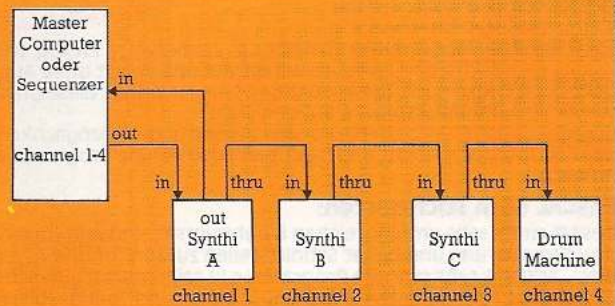 Master
Computer
oder
Sequenzer
in
out
channel 1-4
in
thru
in
thru
in
thru
in
out
Synthi
A
Synthi
B
Synthi
C
Drum
Machine
channel 1
channel 2
channel 3
channel 4